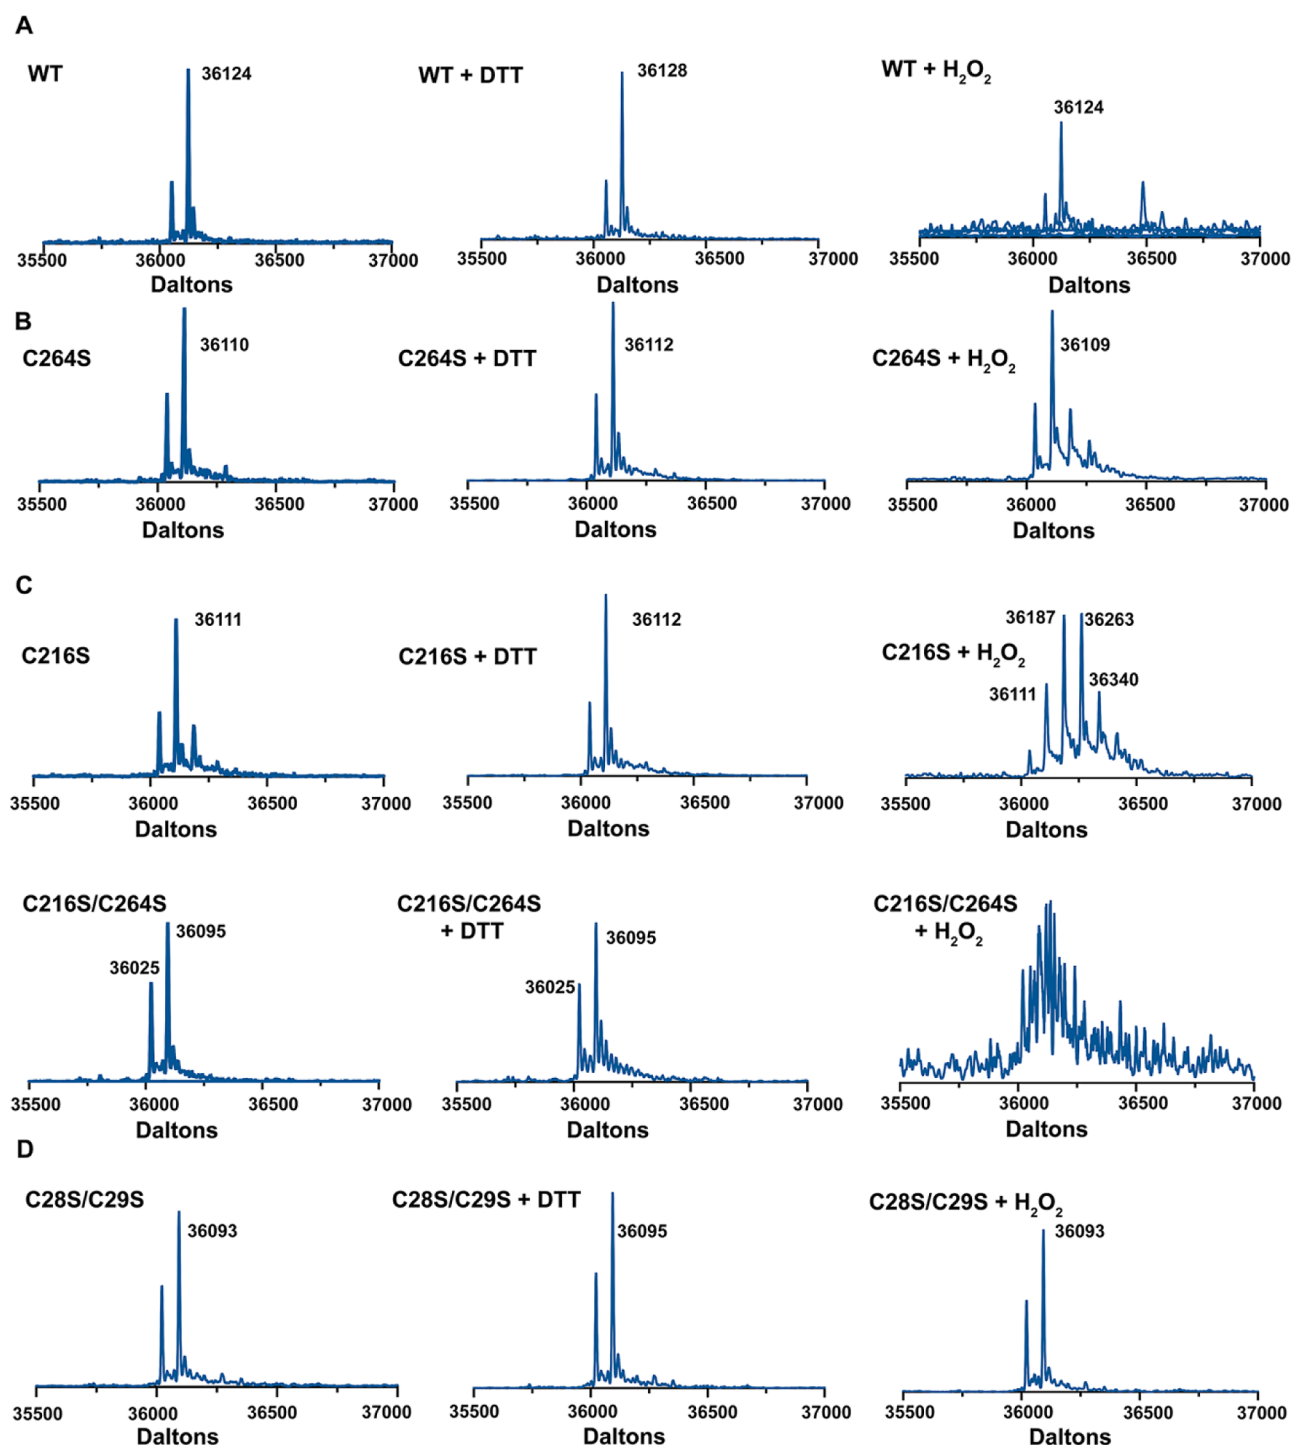 A
WT
36124
35500 36000 36500 37000
Daltons
WT + DTT
36128
35500 36000 36500 37000
Daltons
WT + H2O2
36124
35500 36000 36500 37000
Daltons
B
C264S
36110
35500 36000 36500 37000
Daltons
C264S + DTT
36112
35500 36000 36500 37000
Daltons
C264S + H2O2
36109
35500 36000 36500 37000
Daltons
C
C216S
36111
35500 36000 36500 37000
Daltons
C216S + DTT
36112
35500 36000 36500 37000
Daltons
C216S + H2O2
36187
36263
36111
36340
35500 36000 36500 37000
Daltons
C216S/C264S
36095
36025
35500 36000 36500 37000
Daltons
C216S/C264S
+ DTT
36095
36025
35500 36000 36500 37000
Daltons
C216S/C264S
+ H2O2
35500 36000 36500 37000
Daltons
D
C28S/C29S
36093
35500 36000 36500 37000
Daltons
C28S/C29S + DTT
36095
35500 36000 36500 37000
Daltons
C28S/C29S + H2O2
36093
35500 36000 36500 37000
Daltons